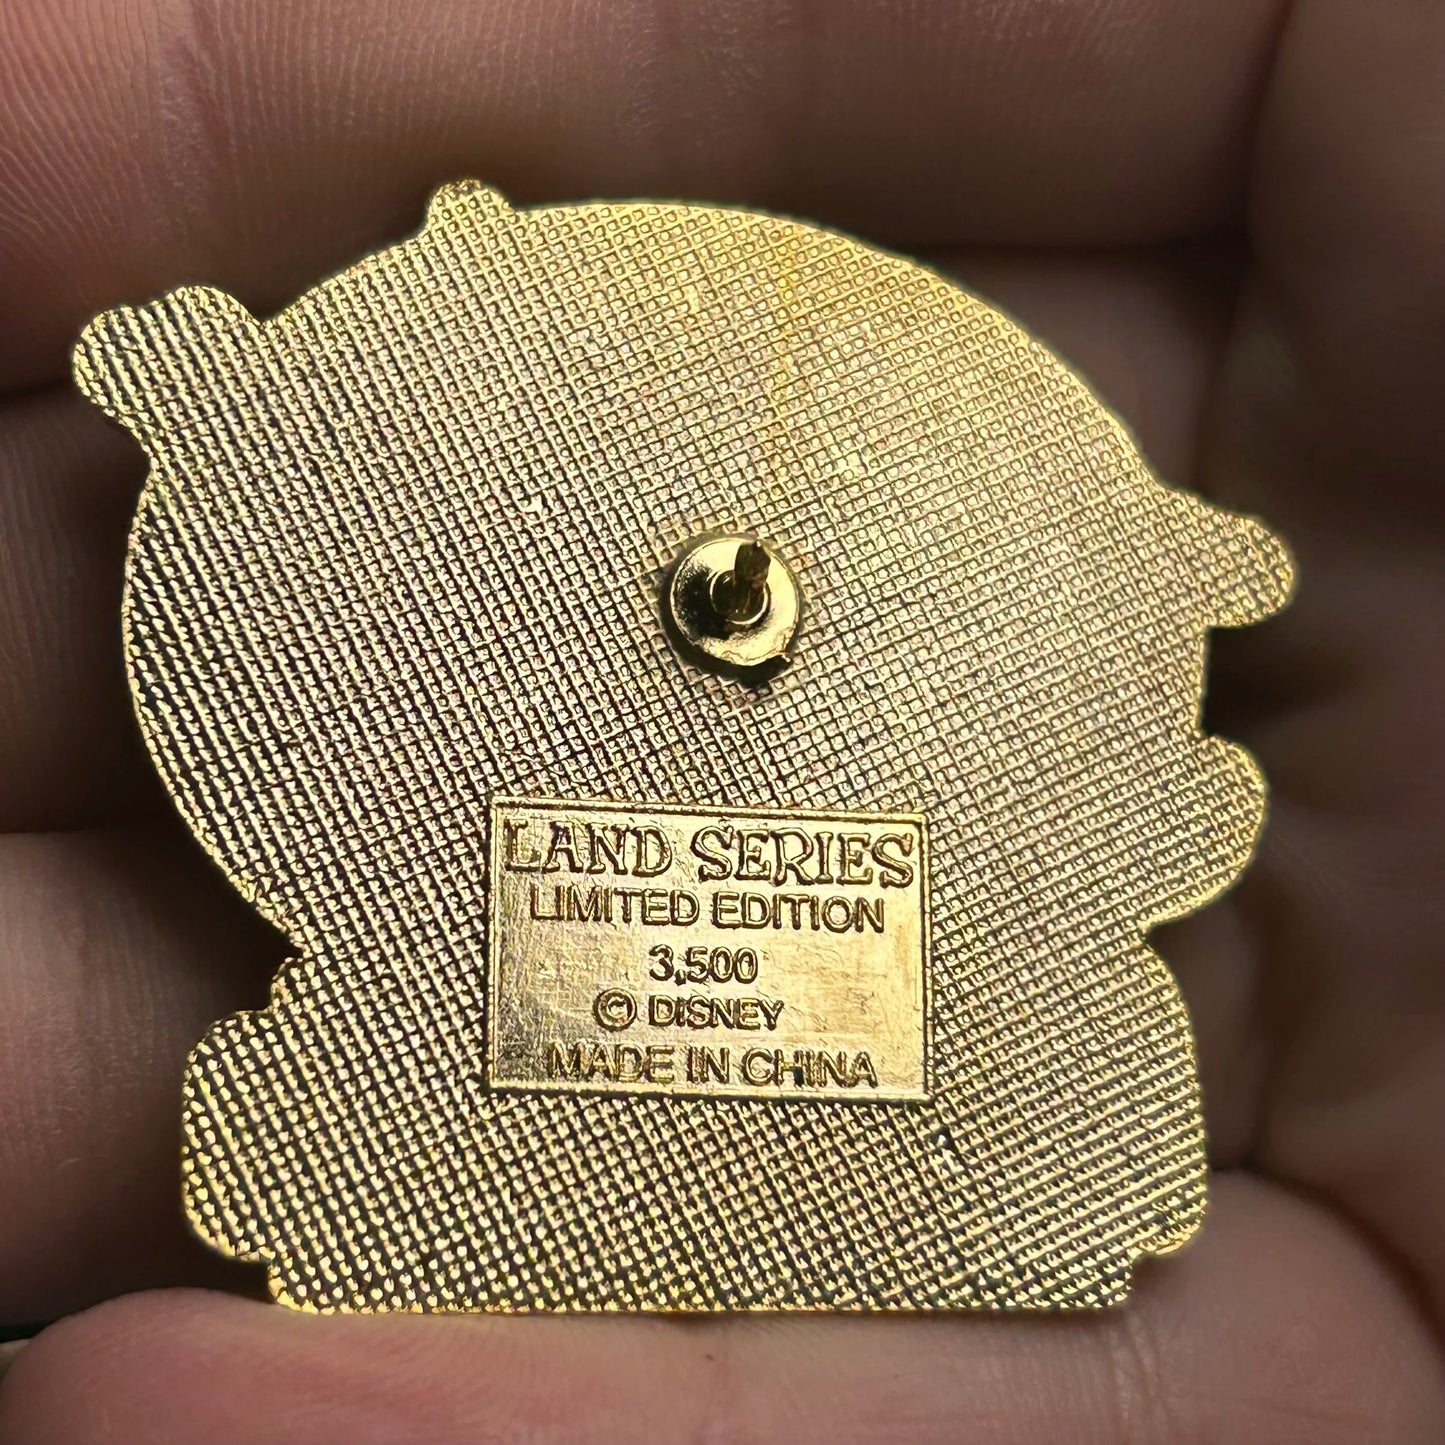 LAND SERIES
LIMITED EDITION
3,500
© DISNEY
MADE IN CHINA